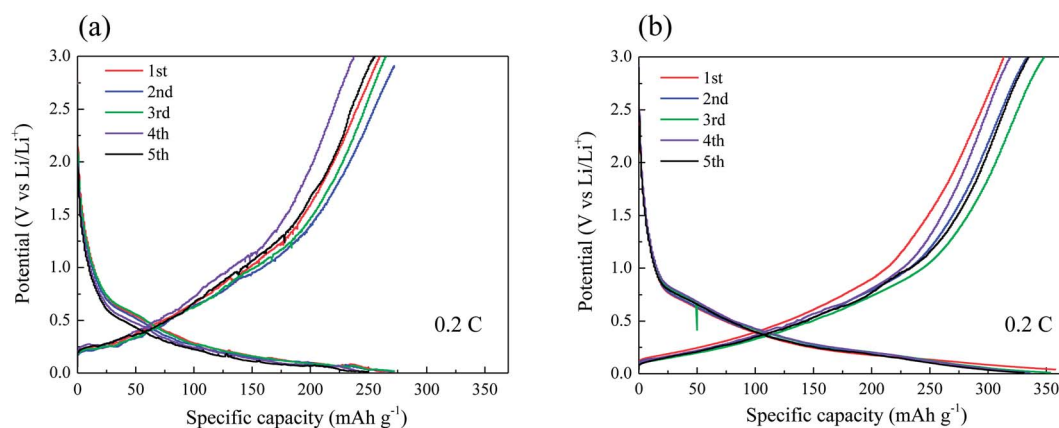 (a)
3.0
2.5
2.0
1.5
1.0
0.5
0.0
Potential (V vs Li/Li⁺)
1st
2nd
3rd
4th
5th
0.2 C
0 50 100 150 200 250 300 350
Specific capacity (mAh g⁻¹)
(b)
3.0
2.5
2.0
1.5
1.0
0.5
0.0
Potential (V vs Li/Li⁺)
1st
2nd
3rd
4th
5th
0.2 C
0 50 100 150 200 250 300 350
Specific capacity (mAh g⁻¹)